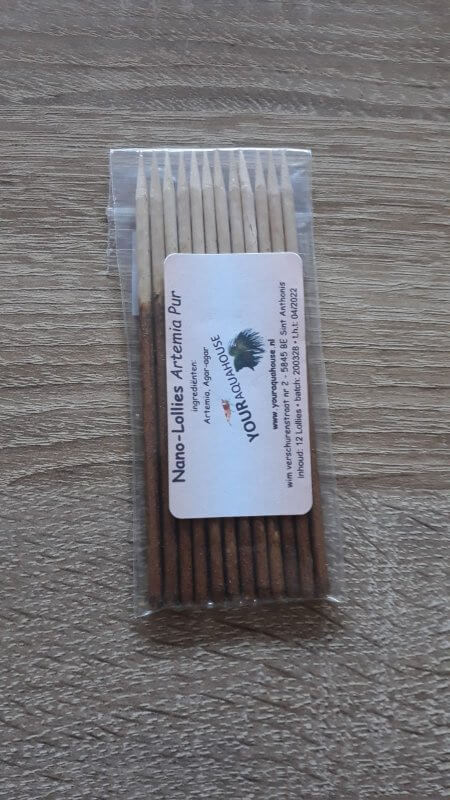 Nano-Lollies Artemia Pur
ingrediënten:
Artemia, Agar-agar
YOURAQUAHOUSE
www.youraquahouse.nl
wim verschurenstraat nr 2 - 5845 BE Sint Anthonis
Inhoud: 12 Lollies • batch: 200328 • t.h.t: 04/2022